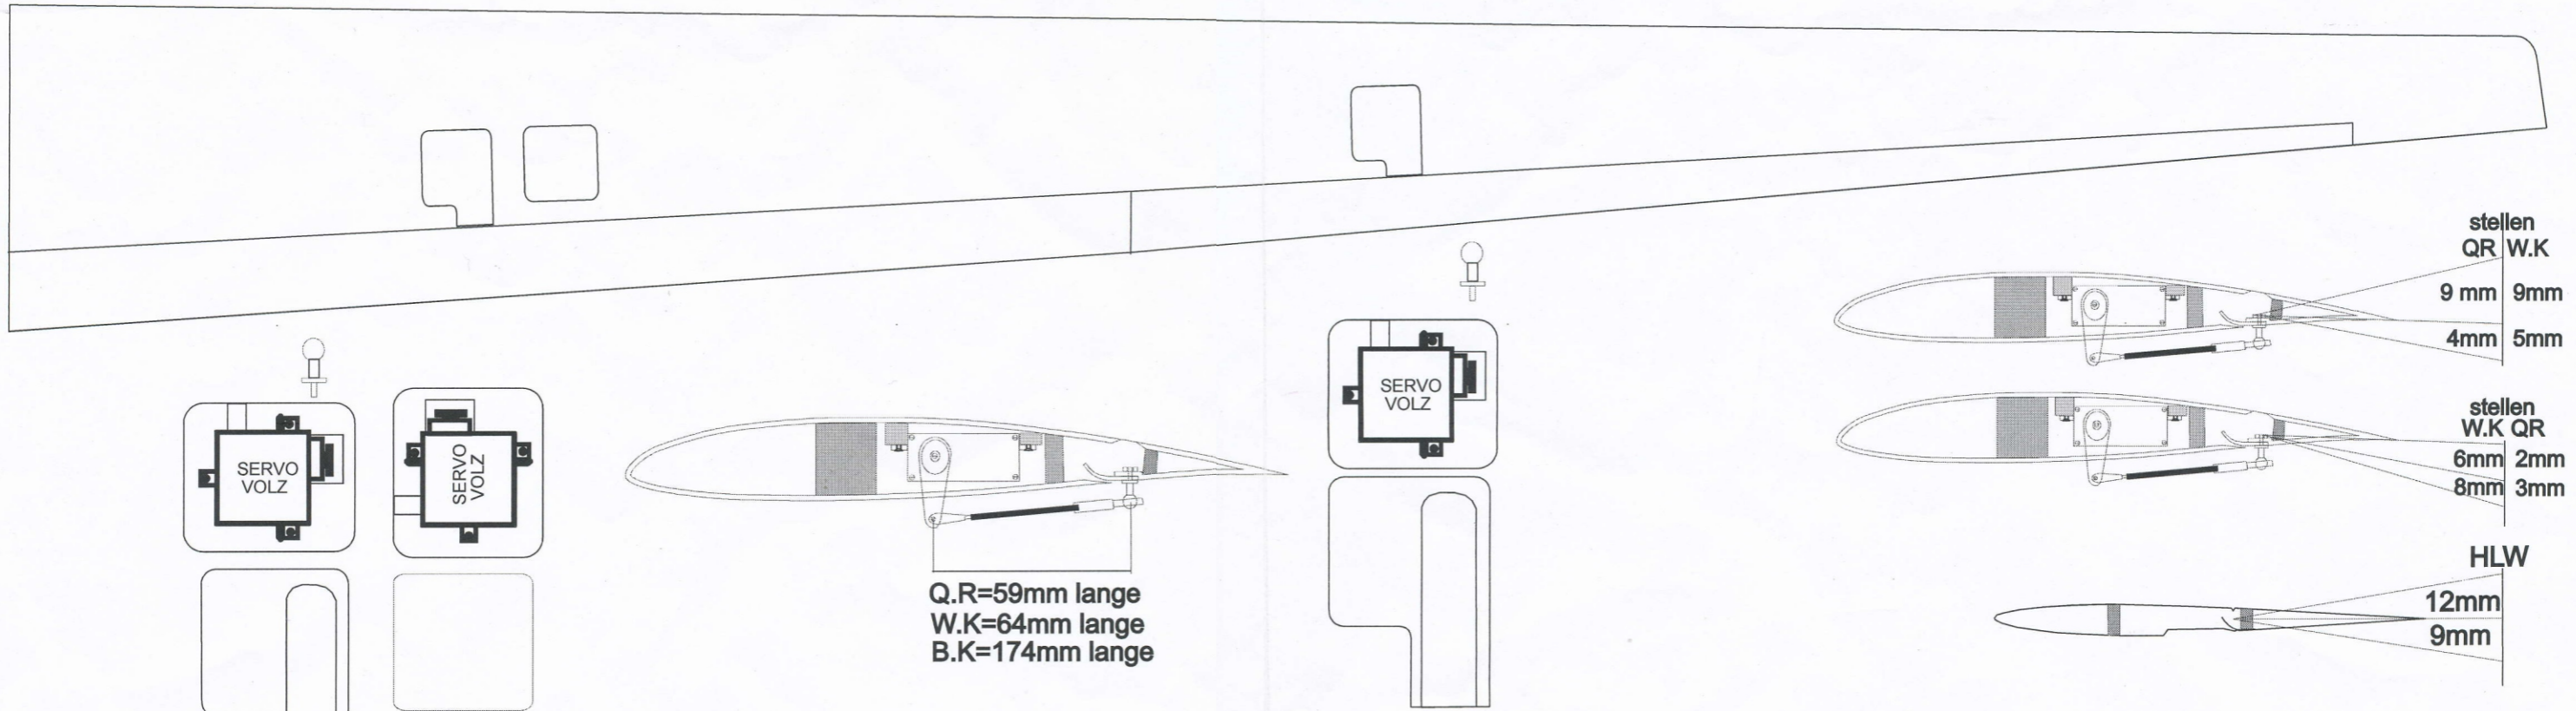 SERVO
VOLZ
SERVO
VOLZ
Q.R=59mm lange
W.K=64mm lange
B.K=174mm lange
SERVO
VOLZ
stellen
QR W.K
9 mm 9mm
4mm 5mm
stellen
W.K QR
6mm 2mm
8mm 3mm
HLW
12mm
9mm